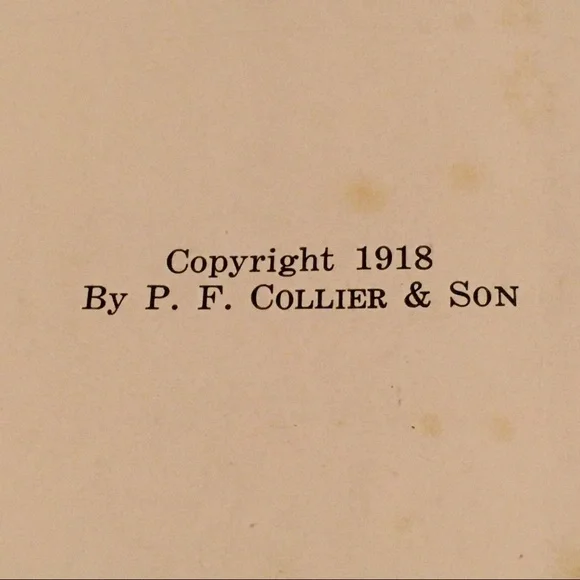 Copyright 1918
By P. F. COLLIER & SON